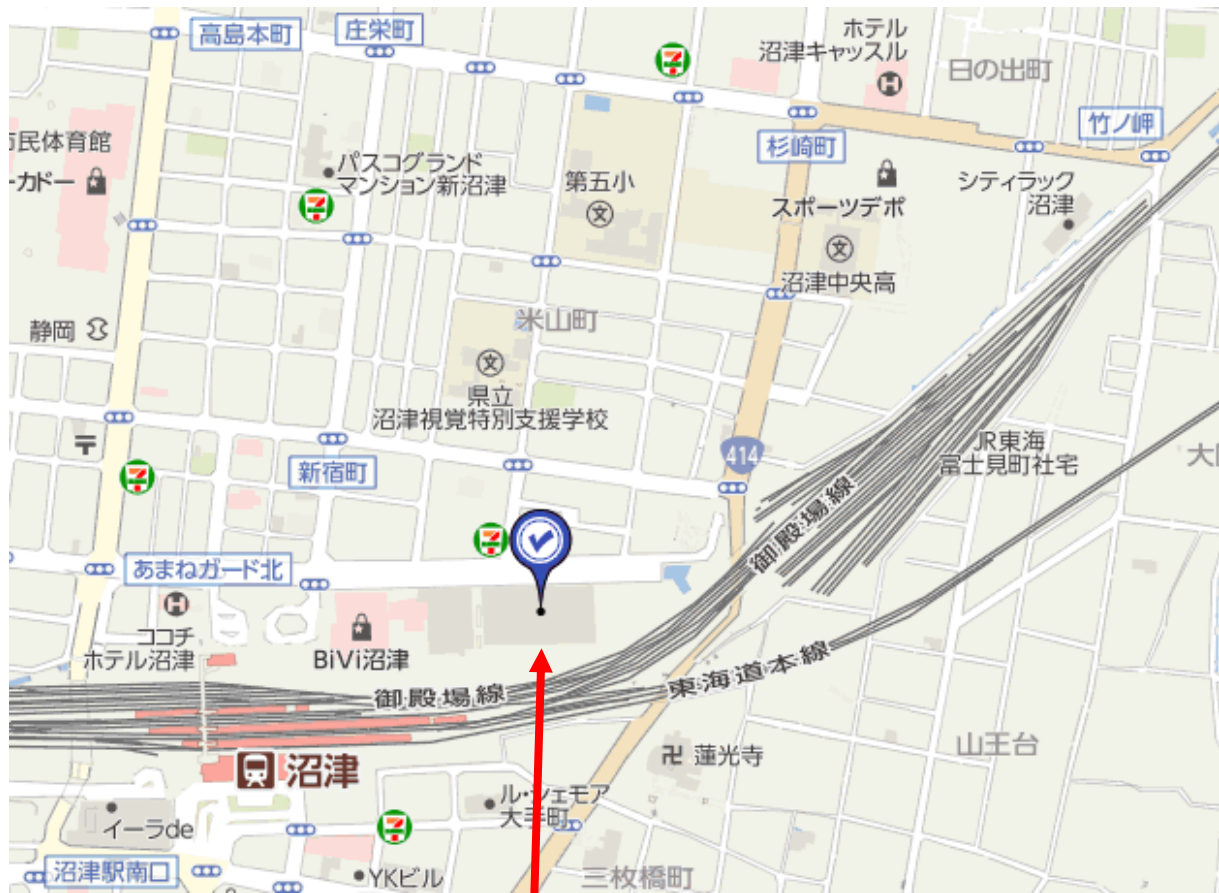 高島本町
庄栄町
ホテル
沼津キャッスル
日の出町
竹ノ岬
杉崎町
民体育館
ーカドー
パスコグランド
マンション新沼津
第五小
文
スポーツデポ
シティラック
沼津
文
沼津中央高
静岡
米山町
文
県立
沼津視覚特別支援学校
新宿町
414
JR東海
富士見町社宅
大
御殿場線
あまねガード北
ココチ
ホテル沼津
BiVi沼津
御殿場線
東海道本線
沼津
蓮光寺
山王台
イーラde
ル・シェモア
大手町
沼津駅南口
YKビル
三枚橋町